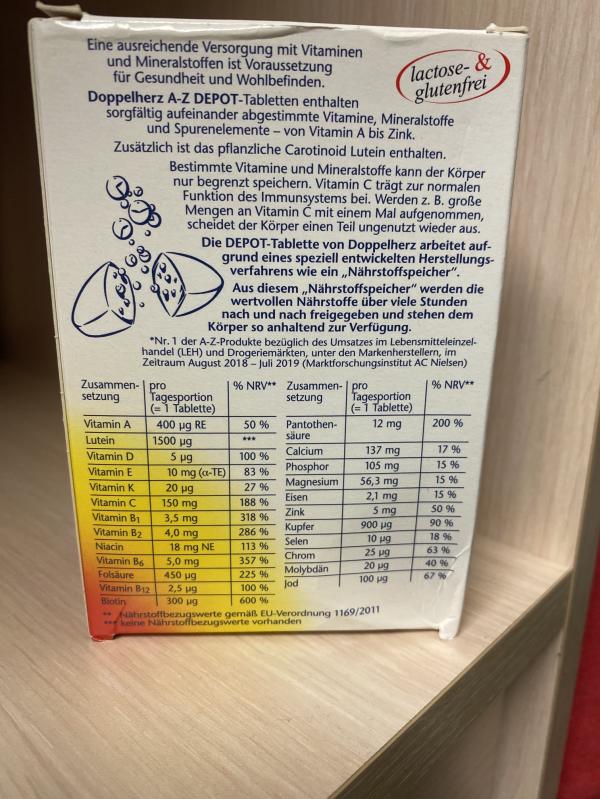 Eine ausreichende Versorgung mit Vitaminen
und Mineralstoffen ist Voraussetzung
für Gesundheit und Wohlbefinden.
lactose- &
glutenfrei
Doppelherz A-Z DEPOT-Tabletten enthalten
sorgfältig aufeinander abgestimmte Vitamine, Mineralstoffe
und Spurenelemente – von Vitamin A bis Zink.
Zusätzlich ist das pflanzliche Carotinoid Lutein enthalten.
Bestimmte Vitamine und Mineralstoffe kann der Körper
nur begrenzt speichern. Vitamin C trägt zur normalen
Funktion des Immunsystems bei. Werden z. B. große
Mengen an Vitamin C mit einem Mal aufgenommen,
scheidet der Körper einen Teil ungenutzt wieder aus.
Die DEPOT-Tablette von Doppelherz arbeitet auf-
grund eines speziell entwickelten Herstellungs-
verfahrens wie ein „Nährstoffspeicher“.
Aus diesem „Nährstoffspeicher“ werden die
wertvollen Nährstoffe über viele Stunden
nach und nach freigegeben und stehen dem
Körper so anhaltend zur Verfügung.
*Nr. 1 der A-Z-Produkte bezüglich des Umsatzes im Lebensmitteleinzel-
handel (LEH) und Drogeriemärkten, unter den Markenherstellern, im
Zeitraum August 2018 – Juli 2019 (Marktforschungsinstitut AC Nielsen)
Zusammen- pro % NRV**
setzung Tagesportion
(= 1 Tablette)
Vitamin A 400 µg RE 50 %
Lutein 1500 µg ***
Vitamin D 5 µg 100 %
Vitamin E 10 mg (α-TE) 83 %
Vitamin K 20 µg 27 %
Vitamin C 150 mg 188 %
Vitamin B1 3,5 mg 318 %
Vitamin B2 4,0 mg 286 %
Niacin 18 mg NE 113 %
Vitamin B6 5,0 mg 357 %
Folsäure 450 µg 225 %
Vitamin B12 2,5 µg 100 %
Biotin 300 µg 600 %
Zusammen- pro % NRV**
setzung Tagesportion
(= 1 Tablette)
Pantothen- 12 mg 200 %
säure
Calcium 137 mg 17 %
Phosphor 105 mg 15 %
Magnesium 56,3 mg 15 %
Eisen 2,1 mg 15 %
Zink 5 mg 50 %
Kupfer 900 µg 90 %
Selen 10 µg 18 %
Chrom 25 µg 63 %
Molybdän 20 µg 40 %
Jod 100 µg 67 %
** Nährstoffbezugswerte gemäß EU-Verordnung 1169/2011
*** keine Nährstoffbezugswerte vorhanden